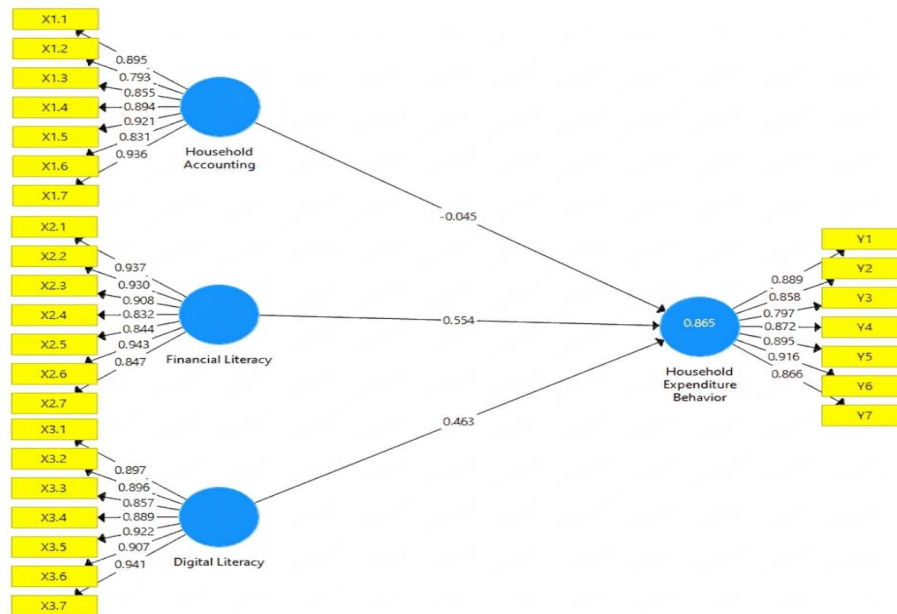 X1.1
X1.2
X1.3
X1.4
X1.5
X1.6
X1.7
0.895
0.793
0.855
0.894
0.921
0.831
0.936
Household
Accounting
-0.045
X2.1
X2.2
X2.3
X2.4
X2.5
X2.6
X2.7
0.937
0.930
0.908
0.832
0.844
0.943
0.847
Financial Literacy
0.554
X3.1
X3.2
X3.3
X3.4
X3.5
X3.6
X3.7
0.897
0.896
0.857
0.889
0.922
0.907
0.941
Digital Literacy
0.463
0.865
Household
Expenditure
Behavior
0.889
0.858
0.797
0.872
0.895
0.916
0.866
Y1
Y2
Y3
Y4
Y5
Y6
Y7